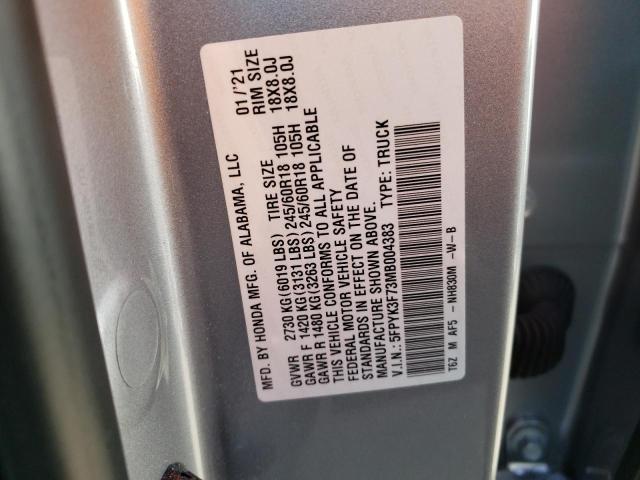 MFD. BY HONDA MFG. OF ALABAMA, LLC 01/'21
GVWR 2730 KG (6019 LBS) TIRE SIZE RIM SIZE
GAWR F 1420 KG (3131 LBS) 245/60R18 105H 18X8.0J
GAWR R 1480 KG (3263 LBS) 245/60R18 105H 18X8.0J
THIS VEHICLE CONFORMS TO ALL APPLICABLE
FEDERAL MOTOR VEHICLE SAFETY
STANDARDS IN EFFECT ON THE DATE OF
MANUFACTURE SHOWN ABOVE.
V.I.N.: 5FPYK3F73MB004383 TYPE: TRUCK
T6Z M AF5 - NH830M -W-B